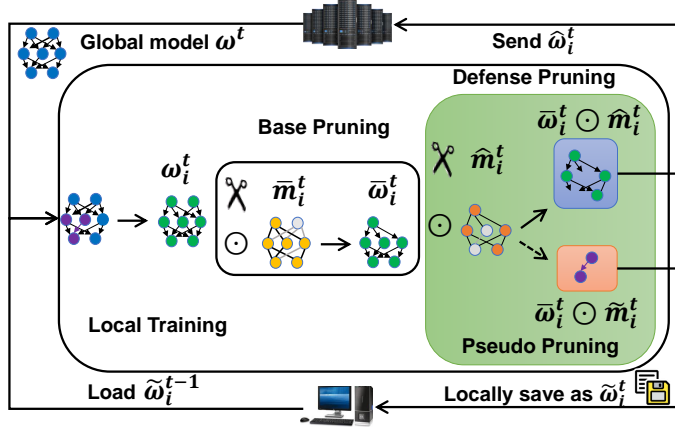 Global model ω^t
Send ω̂_i^t
Defense Pruning
Base Pruning
ω̄_i^t ⊙ m̂_i^t
ω_i^t
m̄_i^t
ω̄_i^t
m̂_i^t
⊙
⊙
ω̄_i^t ⊙ m̃_i^t
Local Training
Pseudo Pruning
Load ω̃_i^{t-1}
Locally save as ω̃_i^t